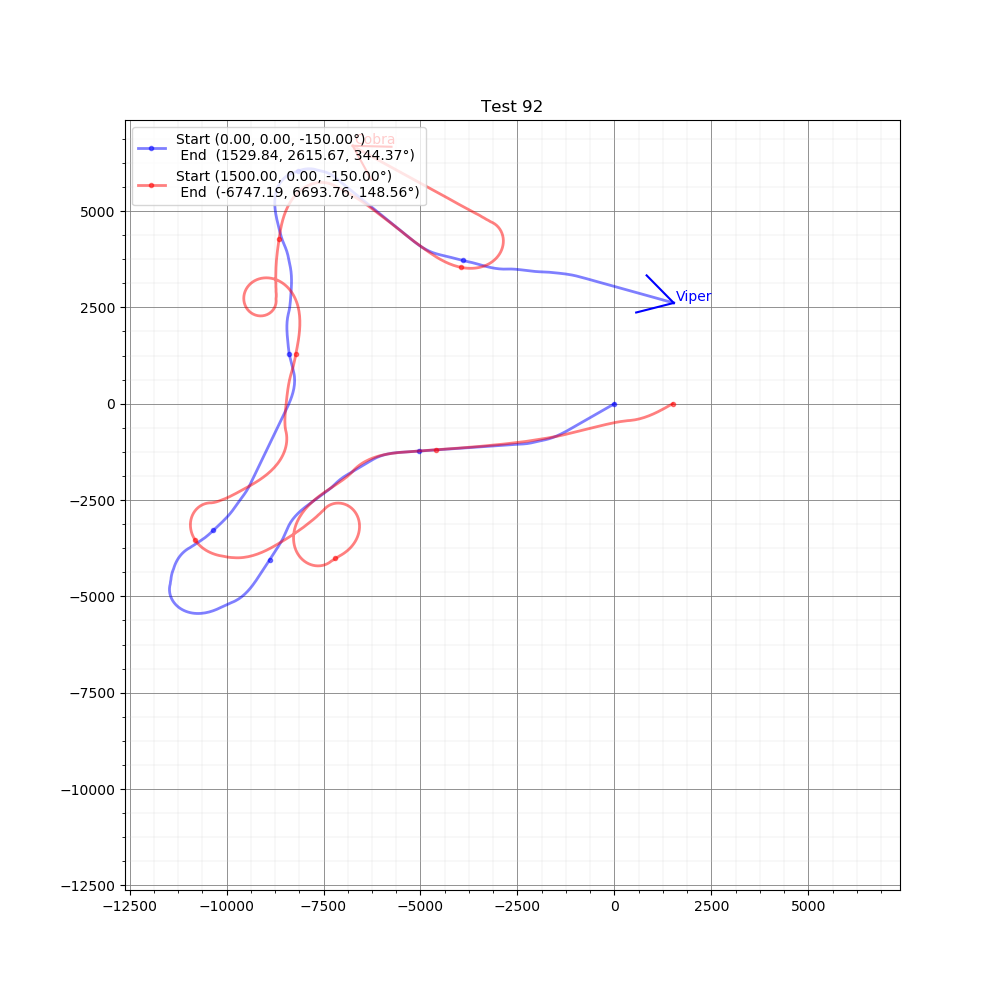 Test 92
Start (0.00, 0.00, -150.00°)
End (1529.84, 2615.67, 344.37°)
Start (1500.00, 0.00, -150.00°)
End (-6747.19, 6693.76, 148.56°)
Cobra
Viper
5000
2500
0
−2500
−5000
−7500
−10000
−12500
−12500
−10000
−7500
−5000
−2500
0
2500
5000